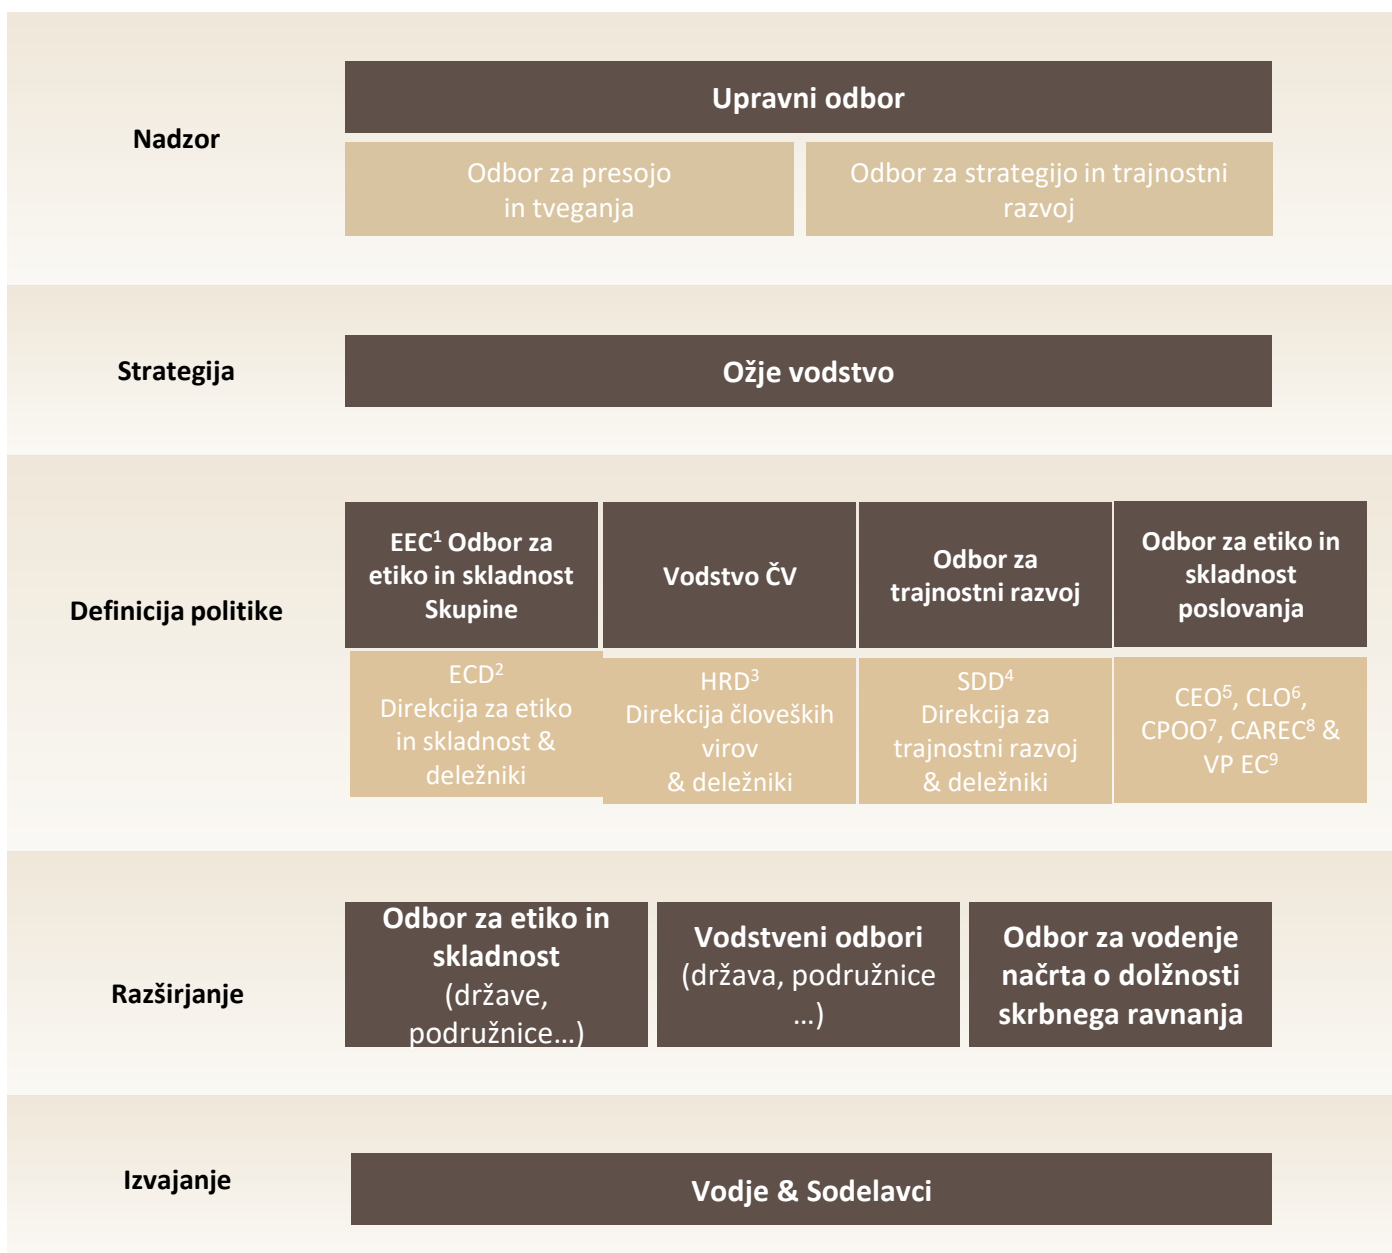 Nadzor
Upravni odbor
Odbor za presojo
in tveganja
Odbor za strategijo in trajnostni
razvoj
Strategija
Ožje vodstvo
Definicija politike
EEC¹ Odbor za
etiko in skladnost
Skupine
Vodstvo ČV
Odbor za
trajnostni razvoj
Odbor za etiko in
skladnost
poslovanja
ECD²
Direkcija za etiko
in skladnost &
deležniki
HRD³
Direkcija človeških
virov
& deležniki
SDD⁴
Direkcija za
trajnostni razvoj
& deležniki
CEO⁵, CLO⁶,
CPOO⁷, CAREC⁸ &
VP EC⁹
Razširjanje
Odbor za etiko in
skladnost
(države,
podružnice…)
Vodstveni odbori
(država, podružnice
…)
Odbor za vodenje
načrta o dolžnosti
skrbnega ravnanja
Izvajanje
Vodje & Sodelavci